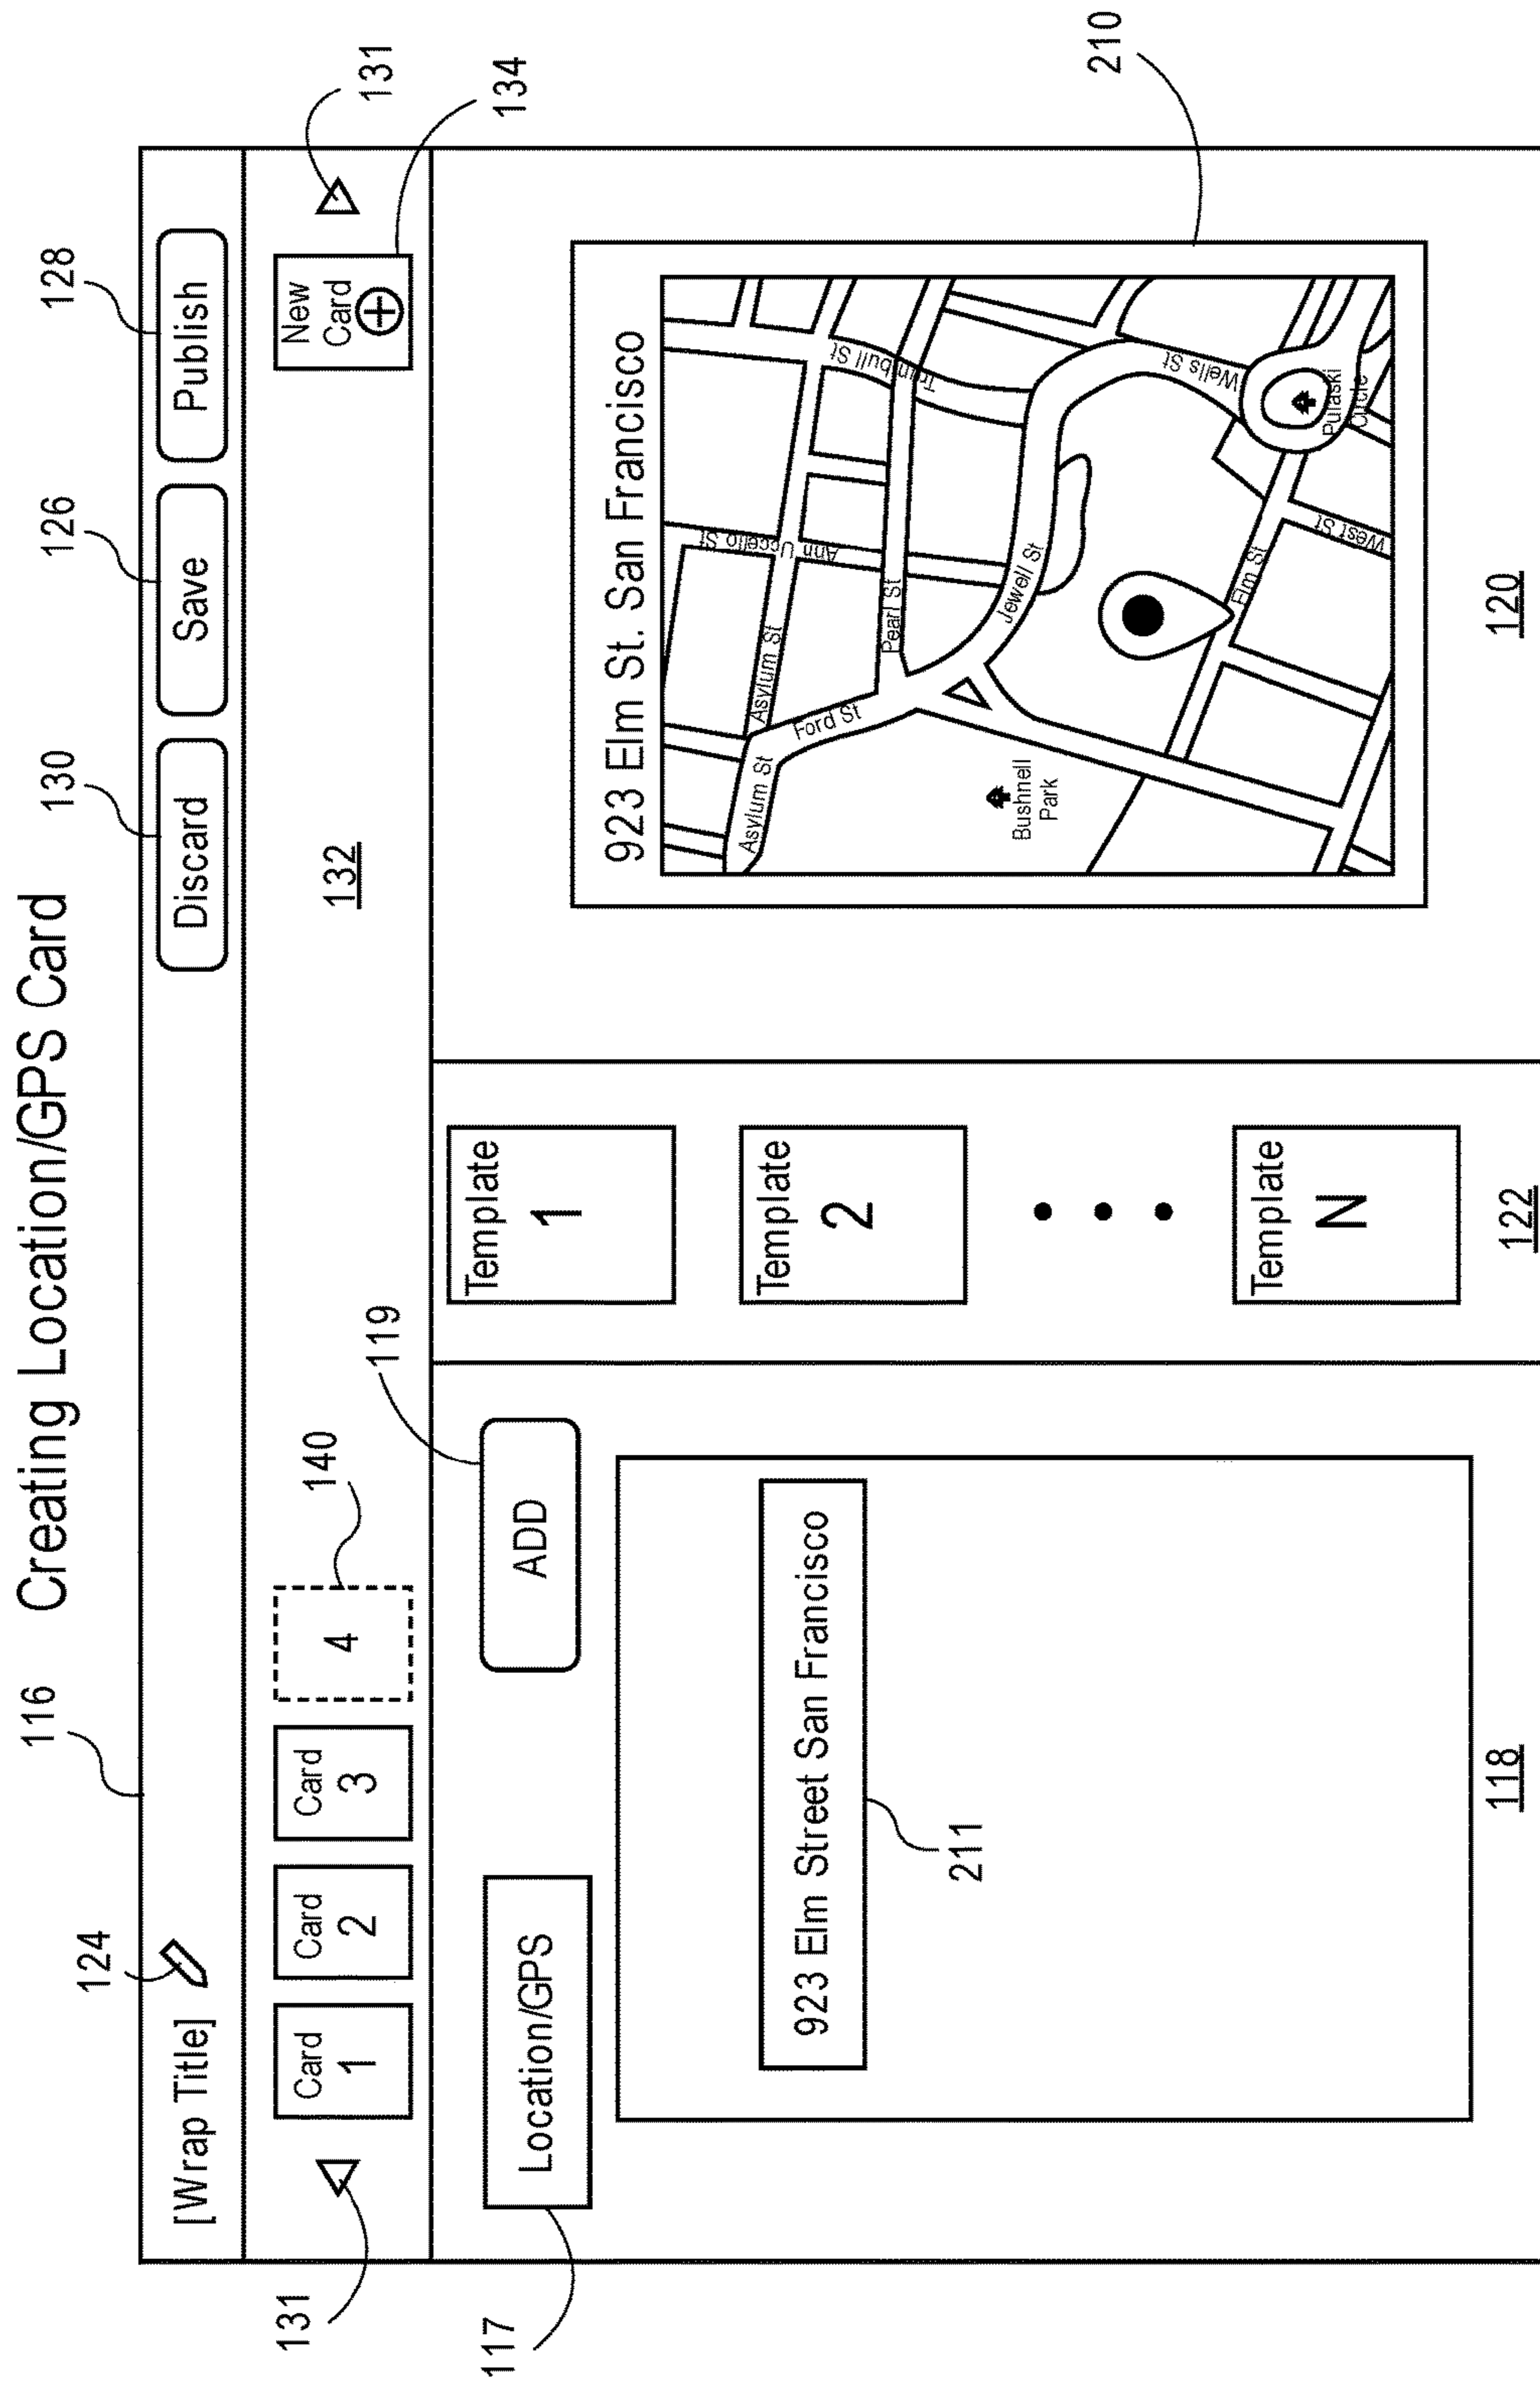 Creating Location/GPS Card
116
130
126
128
124
[Wrap Title]
Discard
Save
Publish
131
131
Card
1
Card
2
Card
3
4
140
132
New
Card
134
117
Location/GPS
ADD
119
923 Elm Street San Francisco
211
118
Template
1
Template
2
Template
N
122
923 Elm St. San Francisco
Asylum St
Asylum St
Ford St
Ann Uccello St
Trumbull St
Pearl St
Jewell St
Wells St
Bushnell
Park
Elm St
West St
Pulaski
Circle
210
120